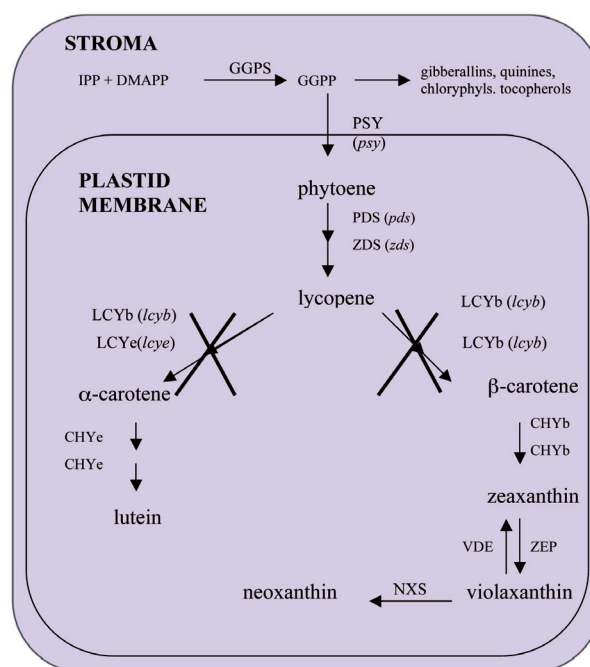 STROMA
IPP + DMAPP
GGPS
GGPP
gibberallins, quinines,
chloryphyls. tocopherols
PSY
(psy)
PLASTID
MEMBRANE
phytoene
PDS (pds)
ZDS (zds)
lycopene
LCYb (lcyb)
LCYe(lcye)
LCYb (lcyb)
LCYb (lcyb)
α-carotene
β-carotene
CHYe
CHYe
CHYb
CHYb
lutein
zeaxanthin
VDE
ZEP
neoxanthin
NXS
violaxanthin